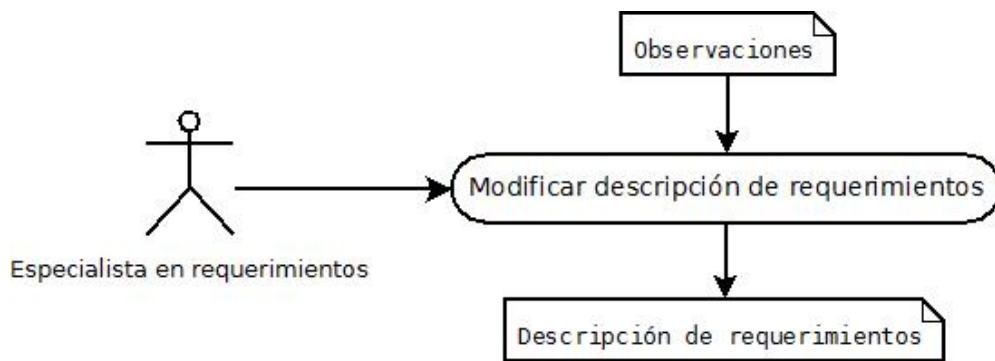 Observaciones
Modificar descripción de requerimientos
Especialista en requerimientos
Descripción de requerimientos